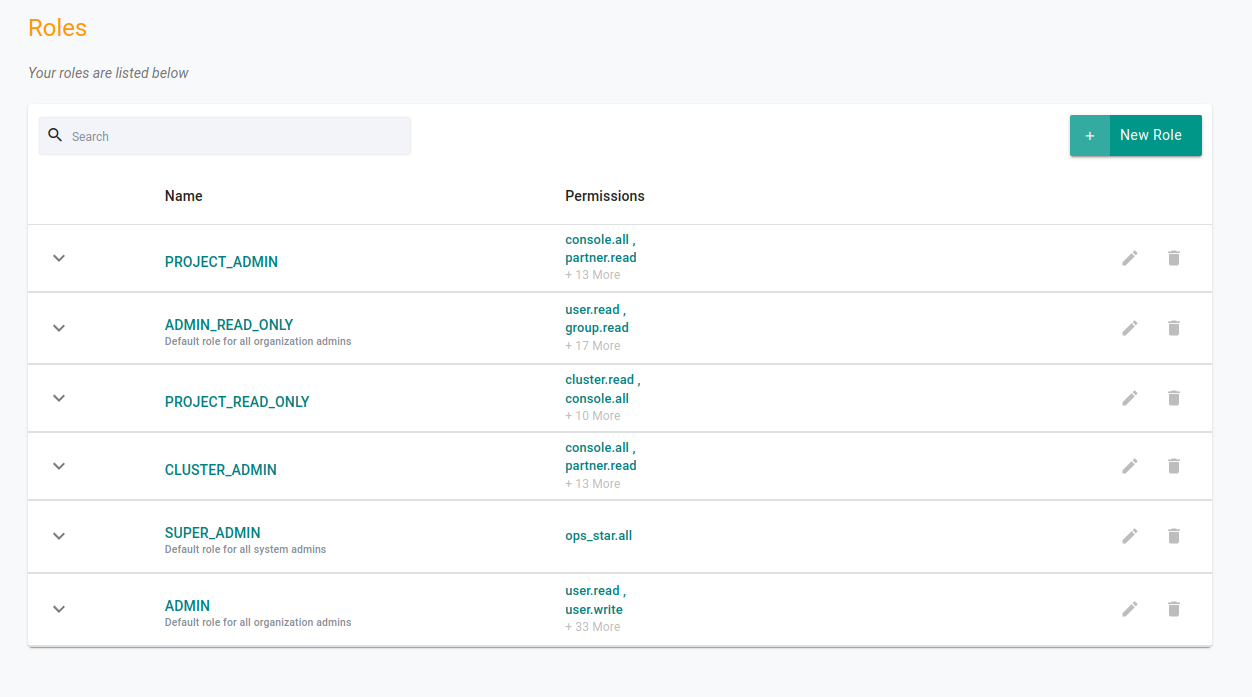 Roles
Your roles are listed below
Search
+ New Role
Name Permissions
console.all ,
PROJECT_ADMIN partner.read
+ 13 More
user.read ,
ADMIN_READ_ONLY group.read
Default role for all organization admins
+ 17 More
cluster.read ,
PROJECT_READ_ONLY console.all
+ 10 More
console.all ,
CLUSTER_ADMIN partner.read
+ 13 More
SUPER_ADMIN ops_star.all
Default role for all system admins
user.read ,
ADMIN user.write
Default role for all organization admins
+ 33 More